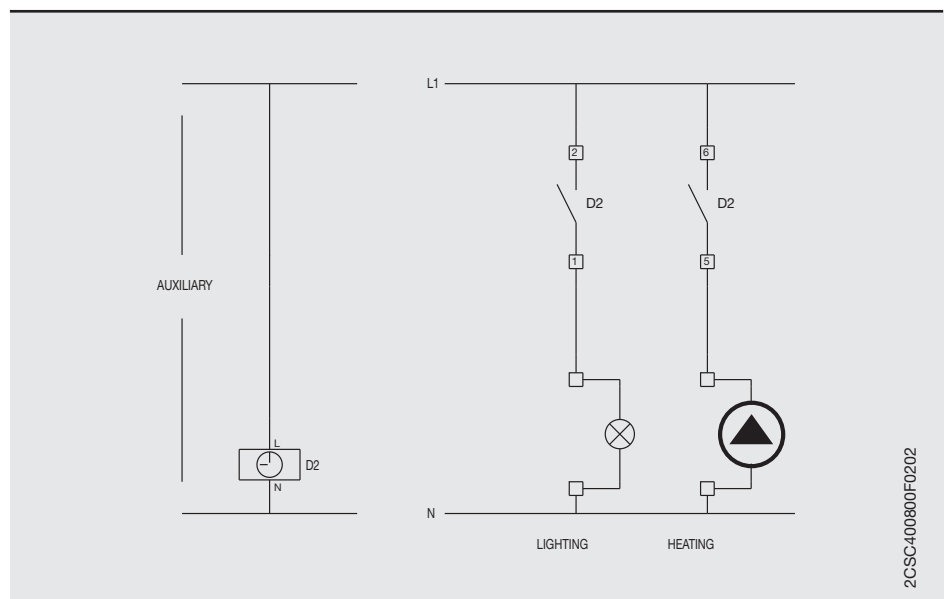 L1
2
6
D2
D2
1
5
AUXILIARY
L
D2
N
N
LIGHTING
HEATING
2CSC400800F0202